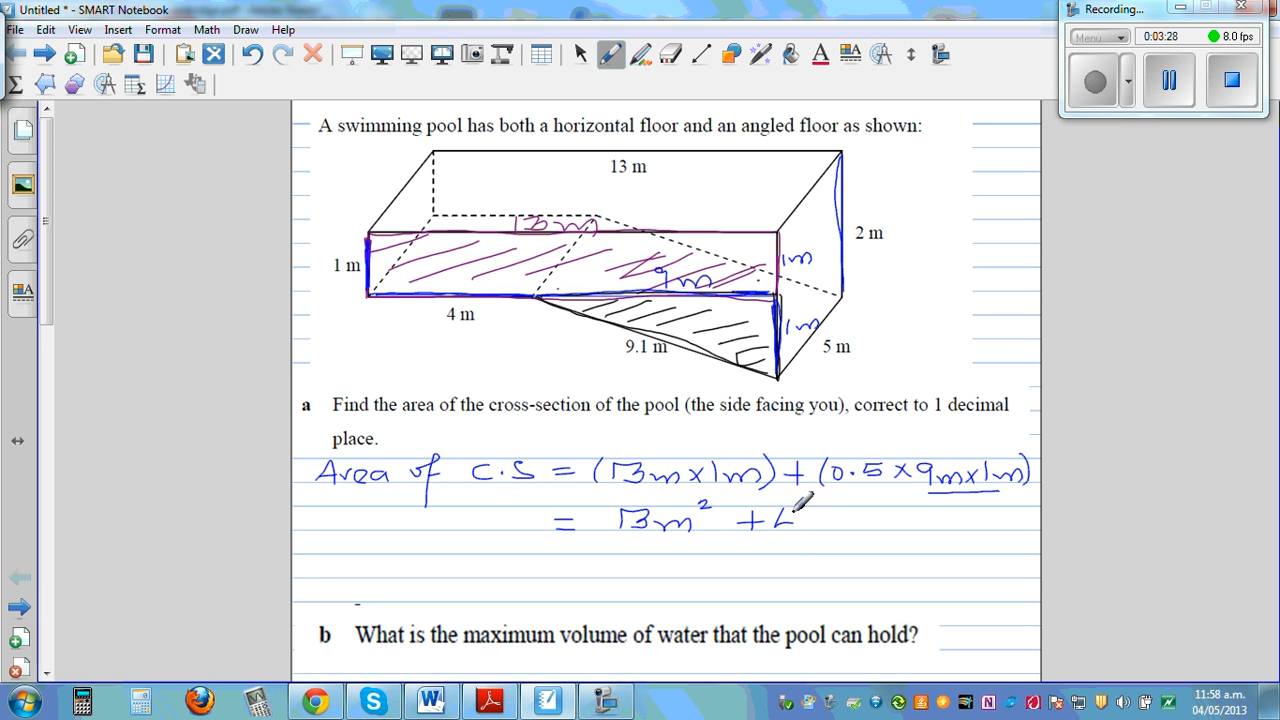 Untitled * - SMART Notebook
File Edit View Insert Format Math Draw Help
Recording...
Menu 0:03:28 8.0 fps
A swimming pool has both a horizontal floor and an angled floor as shown:
13 m
13m
2 m
1 m
1m
9m
4 m
1m
9.1 m
5 m
a Find the area of the cross-section of the pool (the side facing you), correct to 1 decimal
place.
Area of C.S = (13m x 1m) + (0.5 x 9m x 1m)
= 13m² +
b What is the maximum volume of water that the pool can hold?
11:58 a.m.
04/05/2013